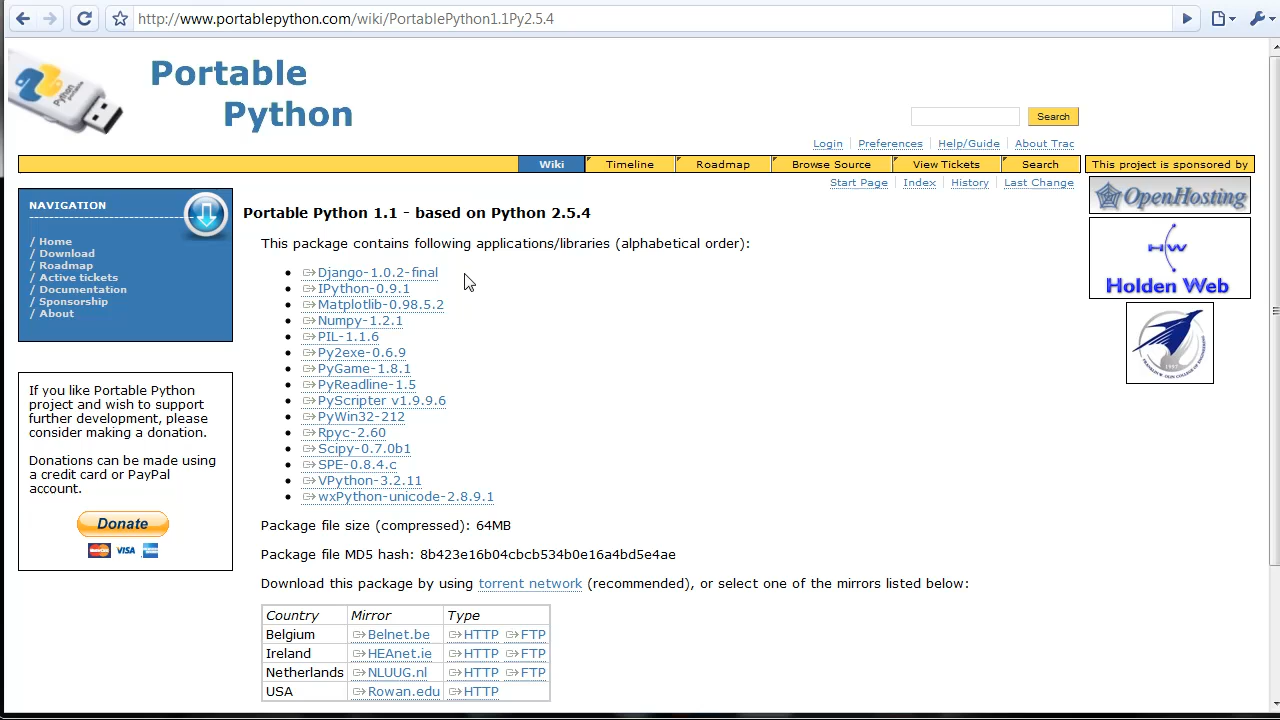 http://www.portablepython.com/wiki/PortablePython1.1Py2.5.4
Portable
Python
Python
Search
Login Preferences Help/Guide About Trac
Wiki Timeline Roadmap Browse Source View Tickets Search This project is sponsored by
Start Page Index History Last Change
NAVIGATION
/ Home
/ Download
/ Roadmap
/ Active tickets
/ Documentation
/ Sponsorship
/ About
If you like Portable Python
project and wish to support
further development, please
consider making a donation.
Donations can be made using
a credit card or PayPal
account.
Donate
MasterCard VISA
Portable Python 1.1 - based on Python 2.5.4
This package contains following applications/libraries (alphabetical order):
Django-1.0.2-final
IPython-0.9.1
Matplotlib-0.98.5.2
Numpy-1.2.1
PIL-1.1.6
Py2exe-0.6.9
PyGame-1.8.1
PyReadline-1.5
PyScripter v1.9.9.6
PyWin32-212
Rpyc-2.60
Scipy-0.7.0b1
SPE-0.8.4.c
VPython-3.2.11
wxPython-unicode-2.8.9.1
Package file size (compressed): 64MB
Package file MD5 hash: 8b423e16b04cbcb534b0e16a4bd5e4ae
Download this package by using torrent network (recommended), or select one of the mirrors listed below:
Country Mirror Type
Belgium Belnet.be HTTP FTP
Ireland HEAnet.ie HTTP FTP
Netherlands NLUUG.nl HTTP FTP
USA Rowan.edu HTTP
OpenHosting
HW
Holden Web